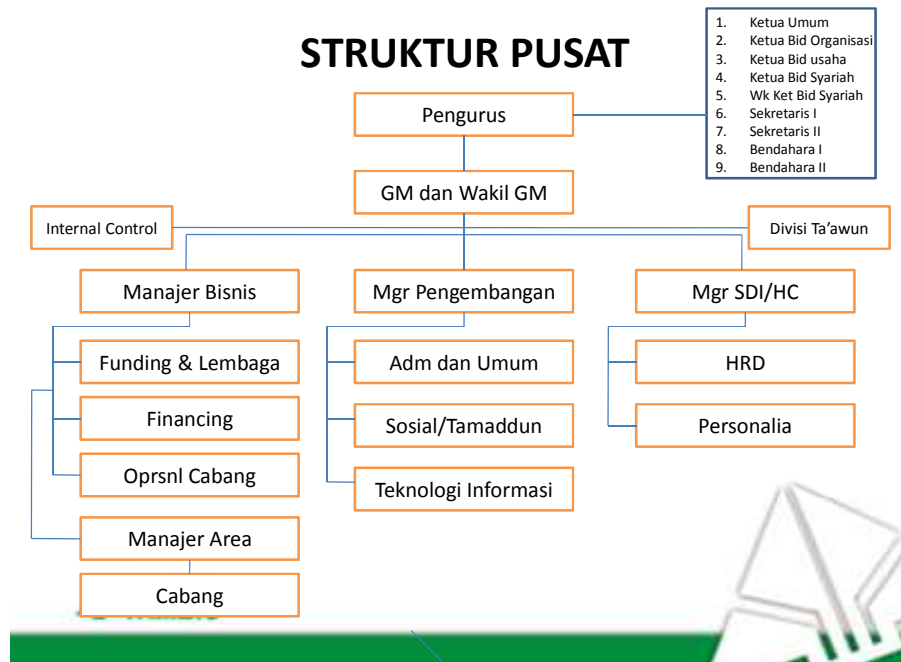 STRUKTUR PUSAT
1. Ketua Umum
2. Ketua Bid Organisasi
3. Ketua Bid usaha
4. Ketua Bid Syariah
5. Wk Ket Bid Syariah
6. Sekretaris I
7. Sekretaris II
8. Bendahara I
9. Bendahara II
Pengurus
GM dan Wakil GM
Internal Control
Divisi Ta’awun
Manajer Bisnis
Mgr Pengembangan
Mgr SDI/HC
Funding & Lembaga
Adm dan Umum
HRD
Financing
Sosial/Tamaddun
Personalia
Oprsnl Cabang
Teknologi Informasi
Manajer Area
Cabang